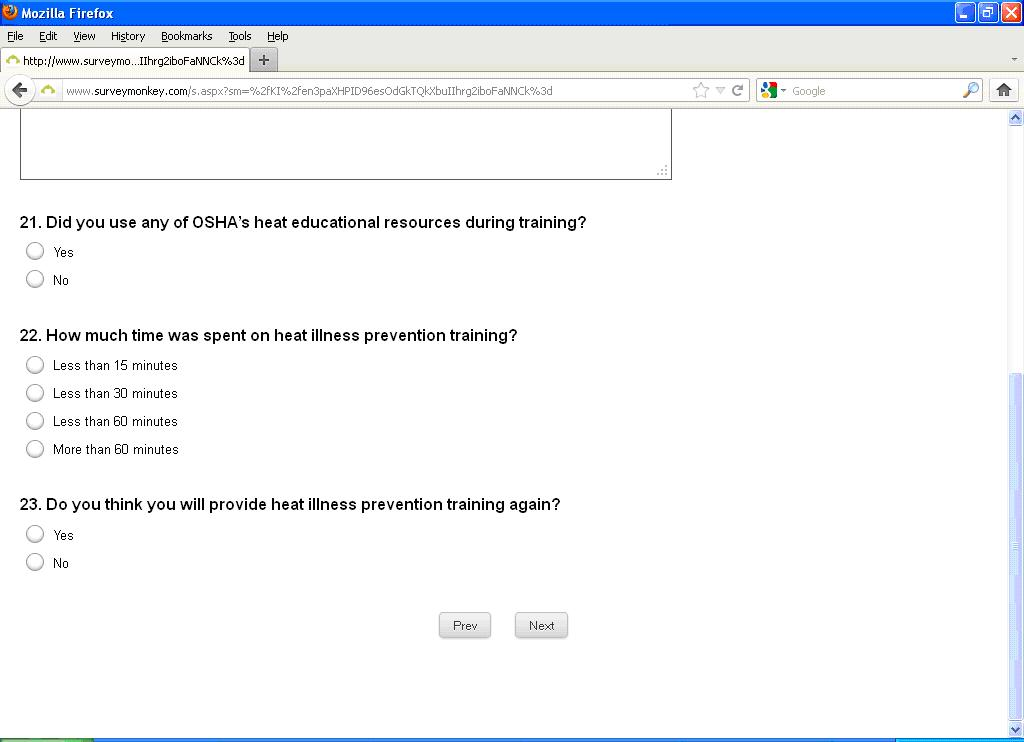 Mozilla Firefox
File Edit View History Bookmarks Tools Help
http://www.surveymo...IIhrg2iboFaNNCk%3d
www.surveymonkey.com/s.aspx?sm=%2fKI%2fen3paXHPID96esOdGkTQkXbuIIhrg2iboFaNNCk%3d
Google
21. Did you use any of OSHA’s heat educational resources during training?
Yes
No
22. How much time was spent on heat illness prevention training?
Less than 15 minutes
Less than 30 minutes
Less than 60 minutes
More than 60 minutes
23. Do you think you will provide heat illness prevention training again?
Yes
No
Prev Next